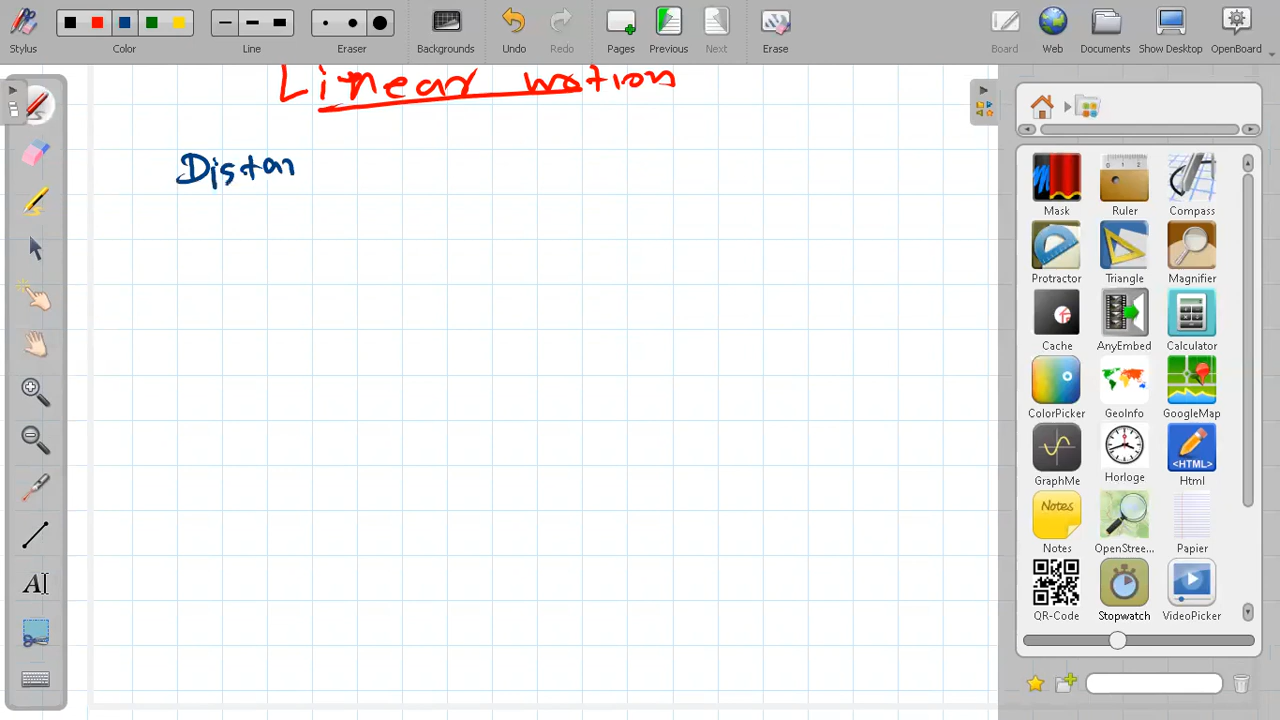 Stylus
Color
Line
Eraser
Backgrounds
Undo
Redo
Pages
Previous
Next
Erase
Board
Web
Documents
Show Desktop
OpenBoard
Linear motion
Distan
Mask
Ruler
Compass
Protractor
Triangle
Magnifier
Cache
AnyEmbed
Calculator
ColorPicker
GeoInfo
GoogleMap
GraphMe
Horloge
<HTML>
Html
Notes
Notes
OpenStree...
Papier
QR-Code
Stopwatch
VideoPicker